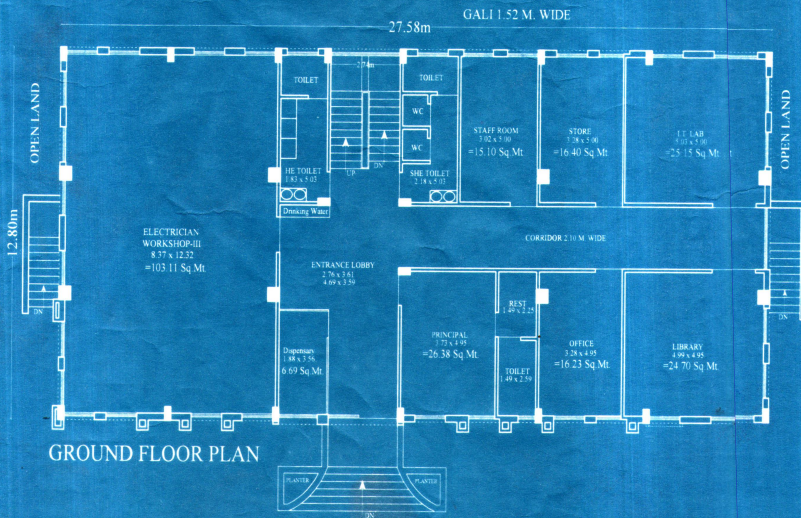 GALI 1.52 M. WIDE
27.58m
2.74m
OPEN LAND
OPEN LAND
12.80m
TOILET
TOILET
WC
WC
UP
DN
HE TOILET
1.83 x 5.03
SHE TOILET
2.18 x 5.03
Drinking Water
STAFF ROOM
3.02 x 5.00
=15.10 Sq.Mt.
STORE
3.28 x 5.00
=16.40 Sq.Mt.
I.T. LAB
5.03 x 5.00
=25.15 Sq.Mt.
ELECTRICIAN
WORKSHOP-III
8.37 x 12.32
=103.11 Sq.Mt.
CORRIDOR 2.10 M. WIDE
ENTRANCE LOBBY
2.76 x 3.61
4.69 x 3.59
DN
DN
REST
1.49 x 2.25
PRINCIPAL
=26.38 Sq.Mt.
OFFICE
3.28 x 4.95
=16.23 Sq.Mt.
LIBRARY
4.99 x 4.95
=24.70 Sq.Mt.
Dispensary
1.88 x 3.56
6.69 Sq.Mt.
TOILET
1.49 x 2.59
GROUND FLOOR PLAN
PLANTER
PLANTER
DN